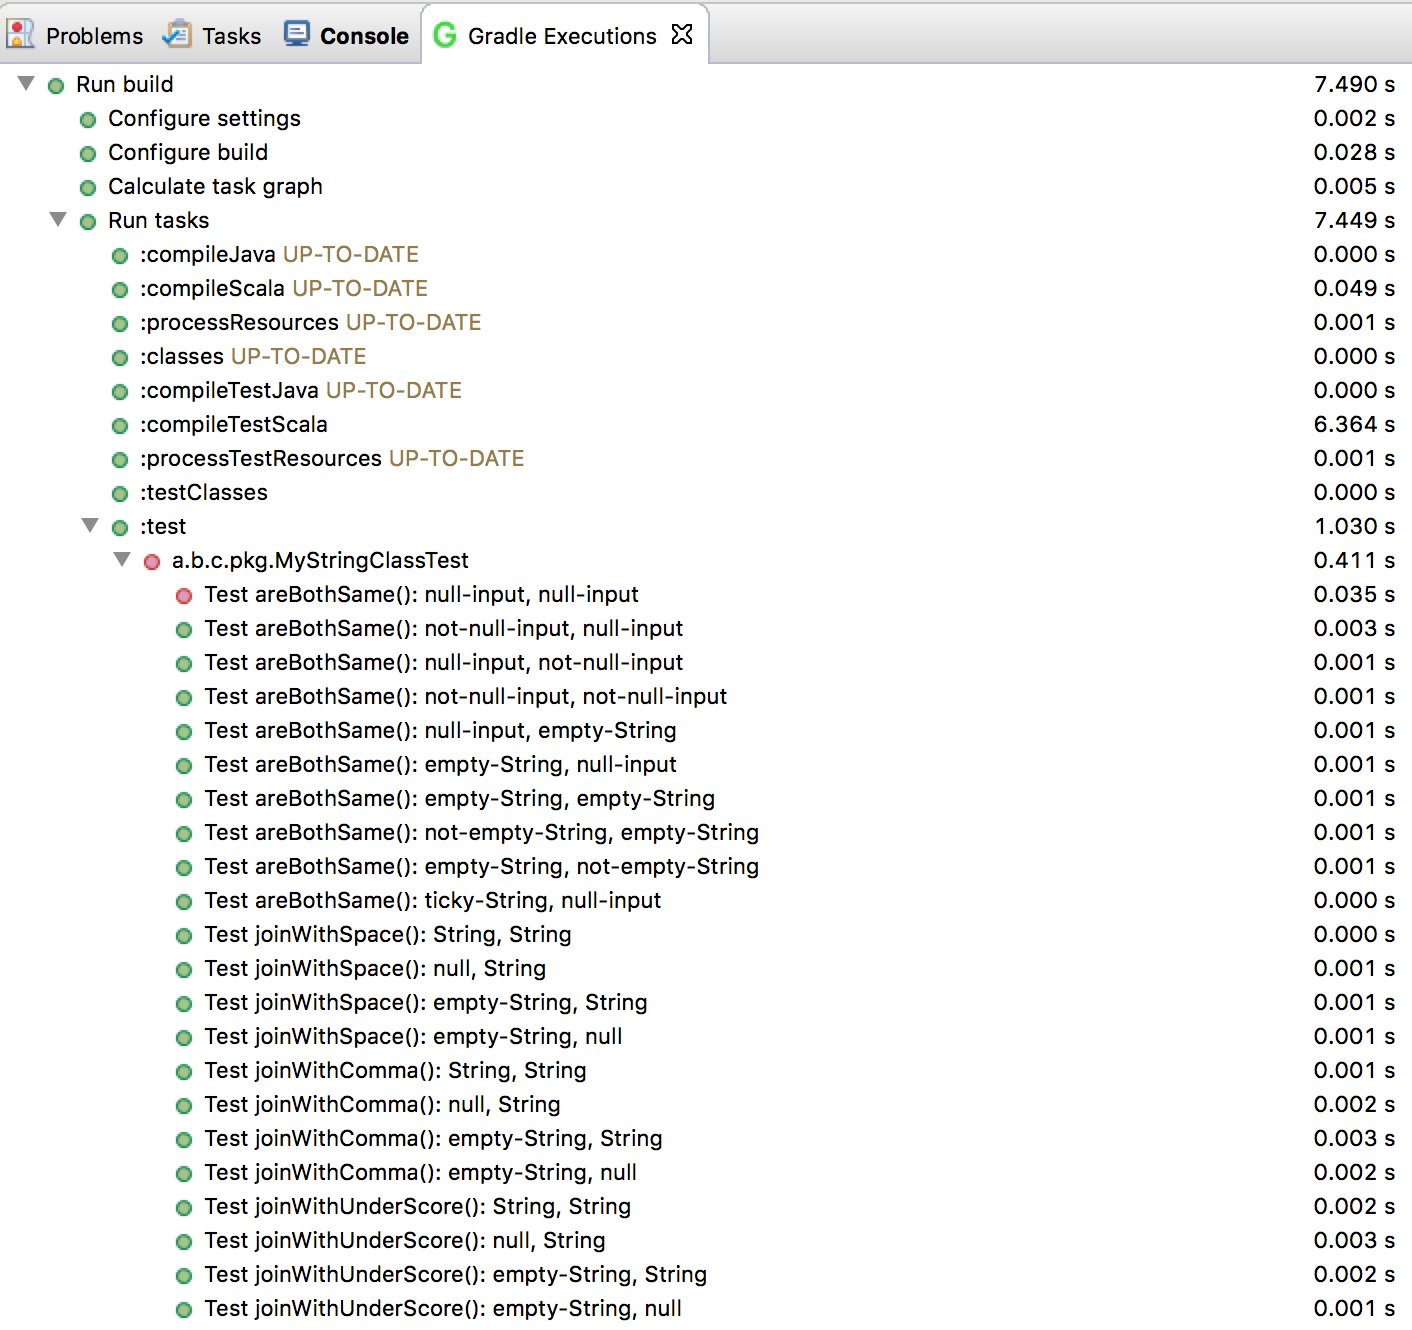 Problems Tasks Console Gradle Executions
Run build 7.490 s
Configure settings 0.002 s
Configure build 0.028 s
Calculate task graph 0.005 s
Run tasks 7.449 s
:compileJava UP-TO-DATE 0.000 s
:compileScala UP-TO-DATE 0.049 s
:processResources UP-TO-DATE 0.001 s
:classes UP-TO-DATE 0.000 s
:compileTestJava UP-TO-DATE 0.000 s
:compileTestScala 6.364 s
:processTestResources UP-TO-DATE 0.001 s
:testClasses 0.000 s
:test 1.030 s
a.b.c.pkg.MyStringClassTest 0.411 s
Test areBothSame(): null-input, null-input 0.035 s
Test areBothSame(): not-null-input, null-input 0.003 s
Test areBothSame(): null-input, not-null-input 0.001 s
Test areBothSame(): not-null-input, not-null-input 0.001 s
Test areBothSame(): null-input, empty-String 0.001 s
Test areBothSame(): empty-String, null-input 0.001 s
Test areBothSame(): empty-String, empty-String 0.001 s
Test areBothSame(): not-empty-String, empty-String 0.001 s
Test areBothSame(): empty-String, not-empty-String 0.001 s
Test areBothSame(): ticky-String, null-input 0.000 s
Test joinWithSpace(): String, String 0.000 s
Test joinWithSpace(): null, String 0.001 s
Test joinWithSpace(): empty-String, String 0.001 s
Test joinWithSpace(): empty-String, null 0.001 s
Test joinWithComma(): String, String 0.001 s
Test joinWithComma(): null, String 0.002 s
Test joinWithComma(): empty-String, String 0.003 s
Test joinWithComma(): empty-String, null 0.002 s
Test joinWithUnderScore(): String, String 0.002 s
Test joinWithUnderScore(): null, String 0.003 s
Test joinWithUnderScore(): empty-String, String 0.002 s
Test joinWithUnderScore(): empty-String, null 0.001 s